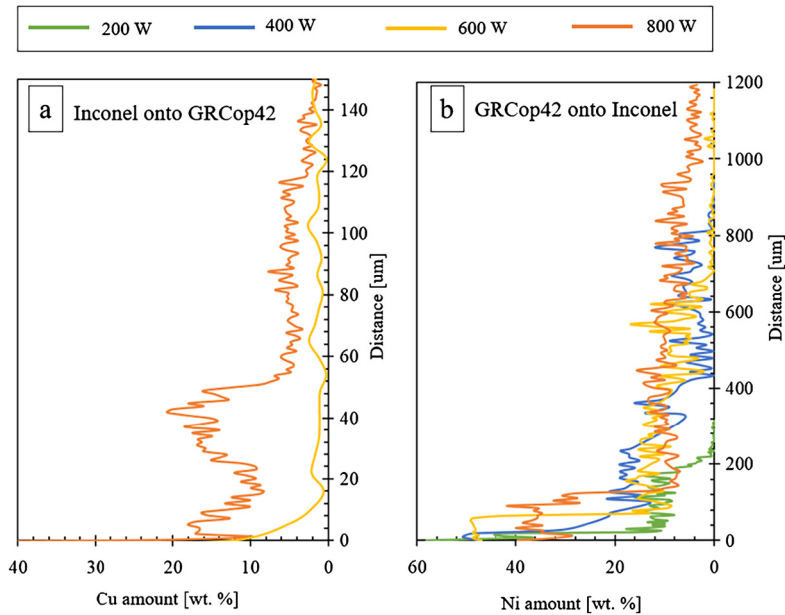 200 W 400 W 600 W 800 W
a Inconel onto GRCop42
b GRCop42 onto Inconel
140
120
100
80
60
40
20
0
Distance [um]
40 30 20 10 0
Cu amount [wt. %]
1200
1000
800
600
400
200
0
Distance [um]
60 40 20 0
Ni amount [wt. %]